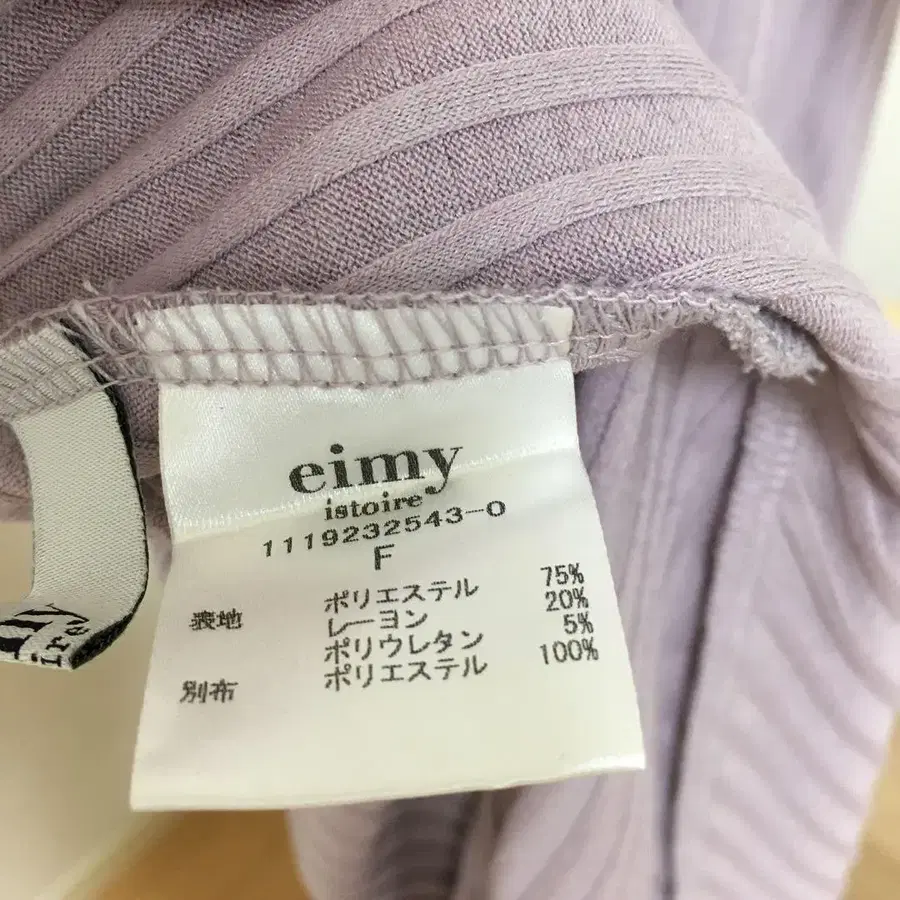 eimy
istoire
1119232543-0
F
表地 ポリエステル 75%
レーヨン 20%
ポリウレタン 5%
別布 ポリエステル 100%